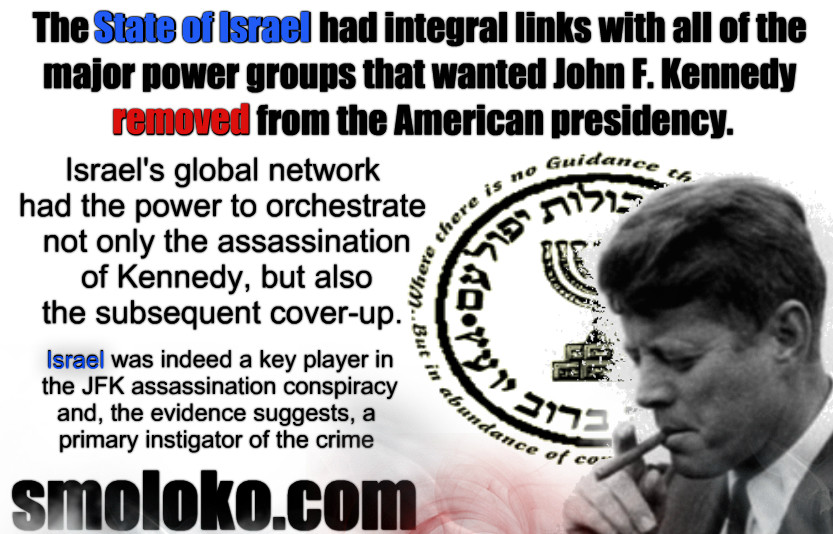 The State of Israel had integral links with all of the
major power groups that wanted John F. Kennedy
removed from the American presidency.
Israel's global network
had the power to orchestrate
not only the assassination
of Kennedy, but also
the subsequent cover-up.
Israel was indeed a key player in
the JFK assassination conspiracy
and, the evidence suggests, a
primary instigator of the crime
smoloko.com
"Where there is no Guidance th
But in abundance of co
יפול עם
ברוב יועץ